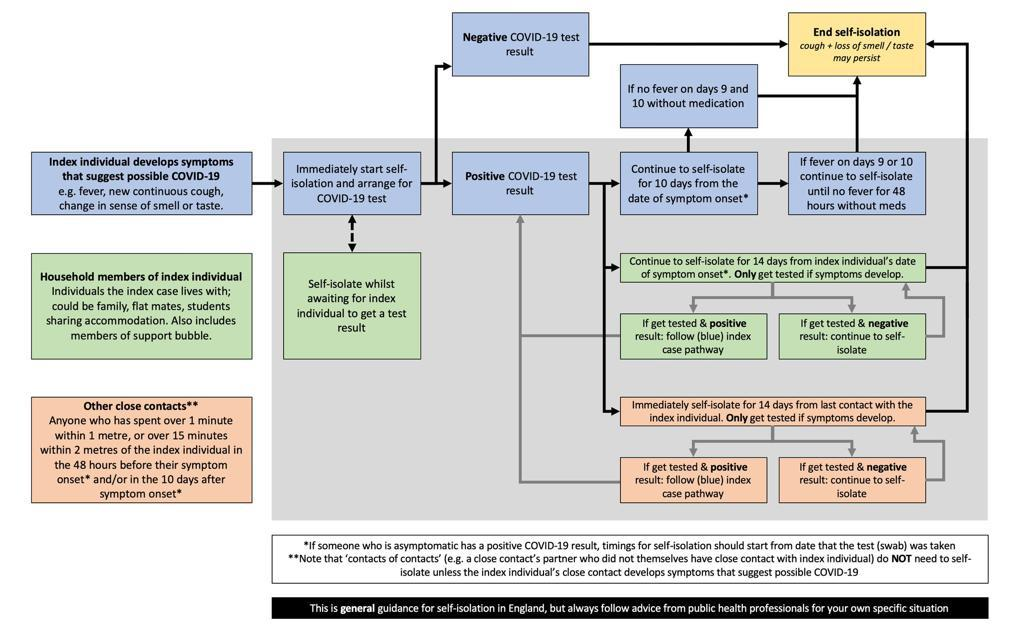 Negative COVID-19 test
result
End self-isolation
cough + loss of smell / taste
may persist
If no fever on days 9 and
10 without medication
Index individual develops symptoms
that suggest possible COVID-19
e.g. fever, new continuous cough,
change in sense of smell or taste.
Immediately start self-
isolation and arrange for
COVID-19 test
Positive COVID-19 test
result
Continue to self-isolate
for 10 days from the
date of symptom onset*
If fever on days 9 or 10
continue to self-isolate
until no fever for 48
hours without meds
Household members of index individual
Individuals the index case lives with;
could be family, flat mates, students
sharing accommodation. Also includes
members of support bubble.
Self-isolate whilst
awaiting for index
individual to get a test
result
Continue to self-isolate for 14 days from index individual's date
of symptom onset*. Only get tested if symptoms develop.
If get tested & positive
result: follow (blue) index
case pathway
If get tested & negative
result: continue to self-
isolate
Other close contacts**
Anyone who has spent over 1 minute
within 1 metre, or over 15 minutes
within 2 metres of the index individual in
the 48 hours before their symptom
onset* and/or in the 10 days after
symptom onset*
Immediately self-isolate for 14 days from last contact with the
index individual. Only get tested if symptoms develop.
If get tested & positive
result: follow (blue) index
case pathway
If get tested & negative
result: continue to self-
isolate
*If someone who is asymptomatic has a positive COVID-19 result, timings for self-isolation should start from date that the test (swab) was taken
**Note that 'contacts of contacts' (e.g. a close contact's partner who did not themselves have close contact with index individual) do NOT need to self-
isolate unless the index individual's close contact develops symptoms that suggest possible COVID-19
This is general guidance for self-isolation in England, but always follow advice from public health professionals for your own specific situation